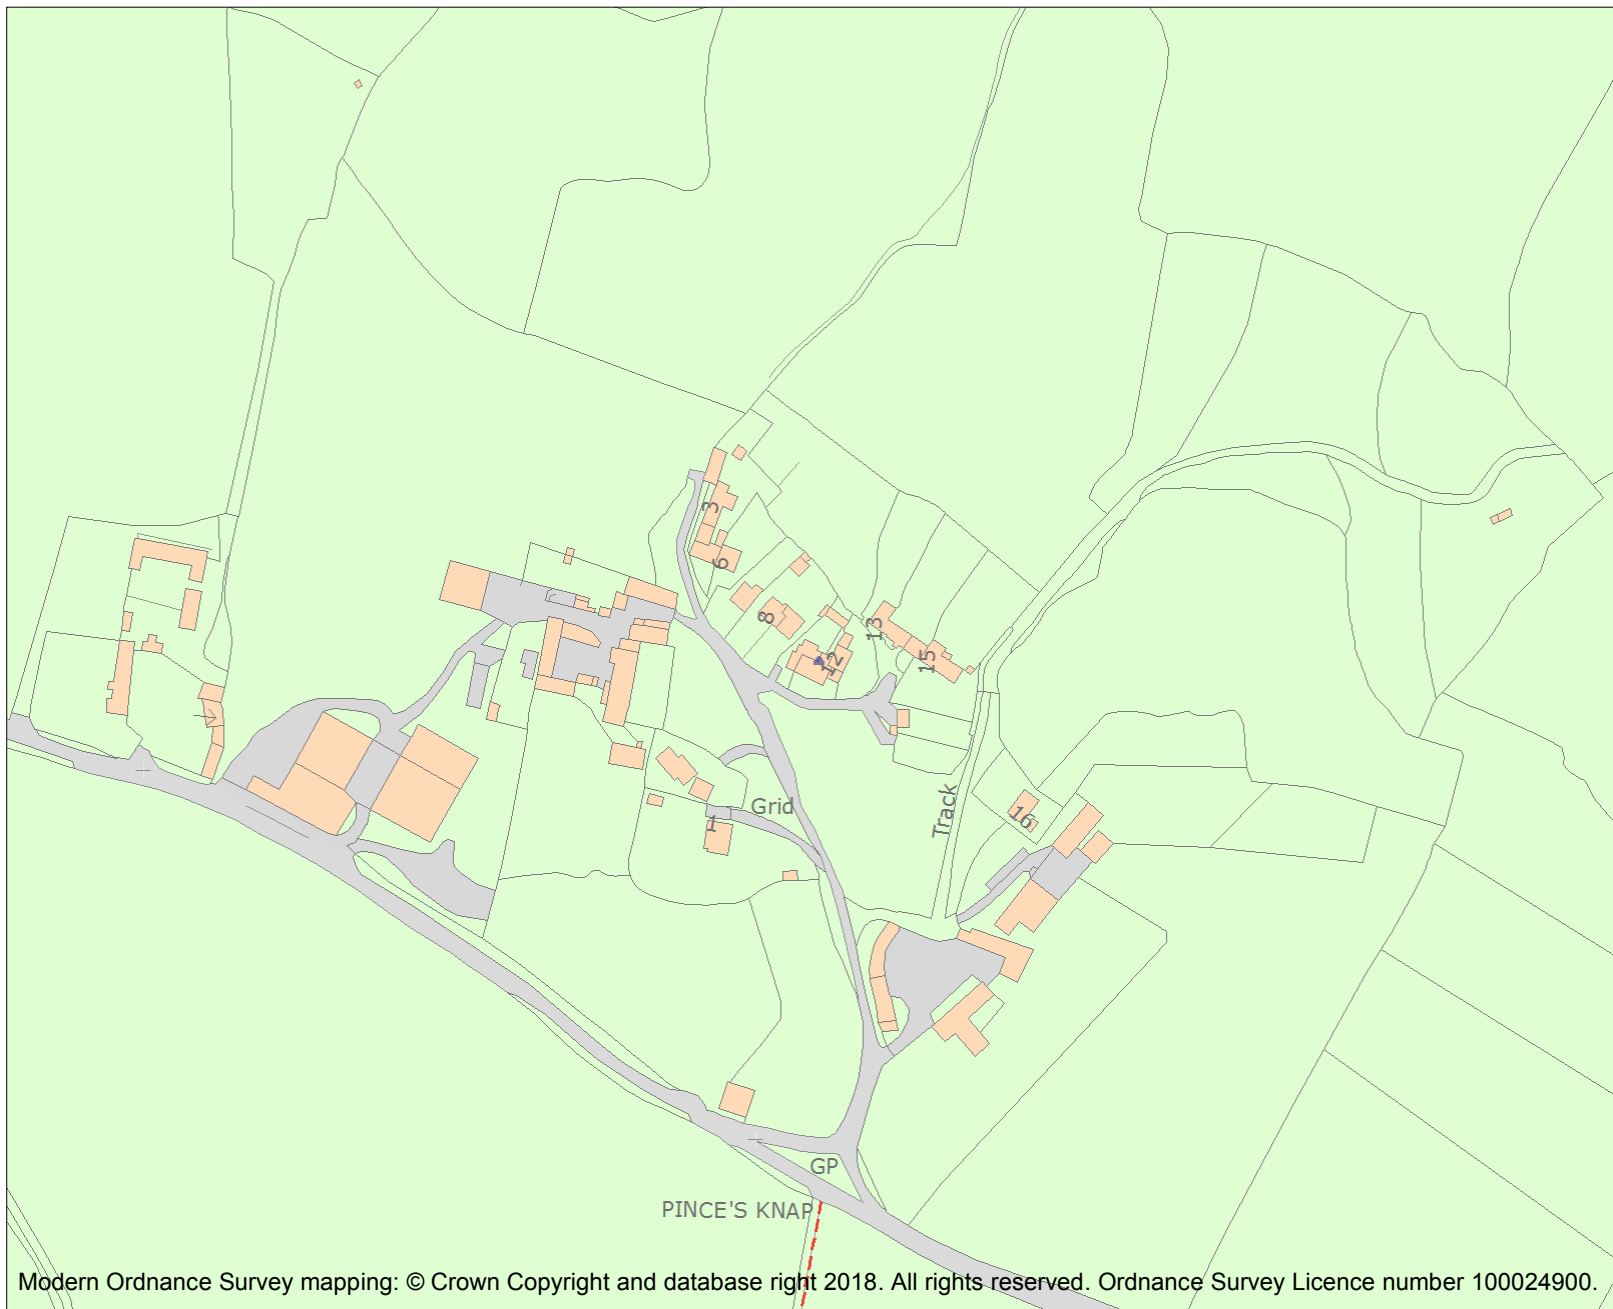 3
6
8
13
12
15
Grid
1
Track
16
GP
PINCE'S KNAP
Modern Ordnance Survey mapping: © Crown Copyright and database right 2018. All rights reserved. Ordnance Survey Licence number 100024900.